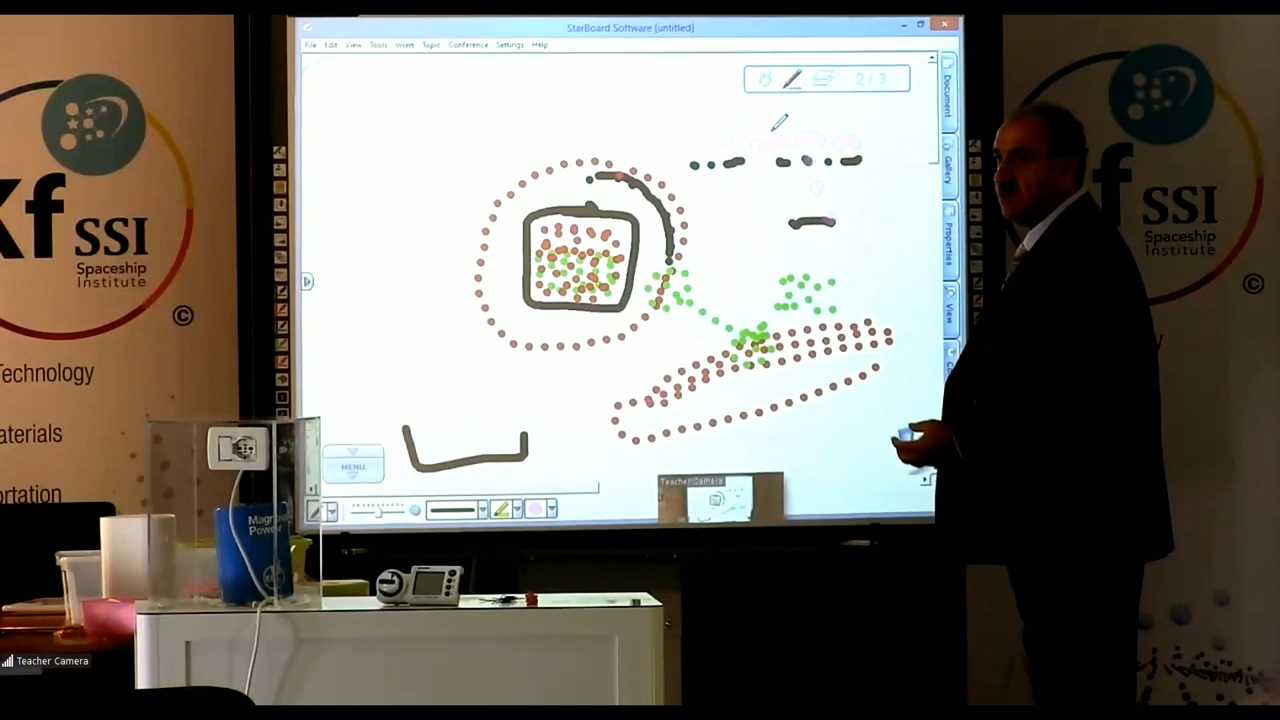 StarBoard Software [untitled]
File Edit View Tools Insert Topic Conference Settings Help
2 / 3
Document
Gallery
Properties
View
Kf SSI
Spaceship
Institute
©
Technology
aterials
ortation
f SSI
Spaceship
Institute
©
MENU
Teacher Camera
Power
Teacher Camera